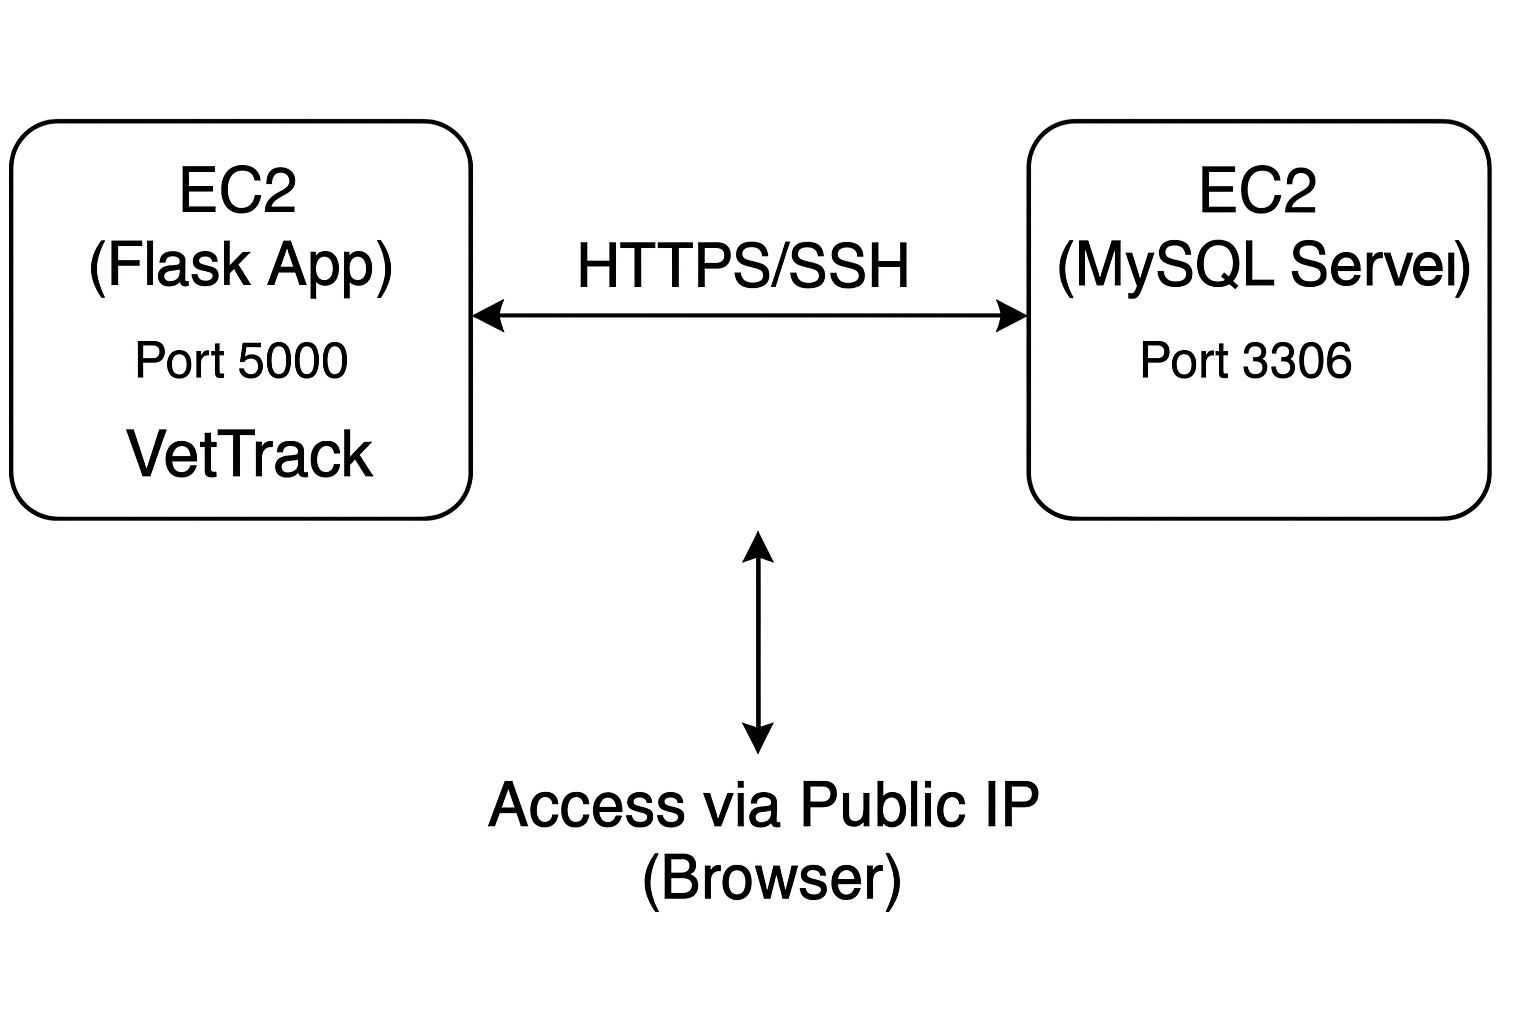 EC2
(Flask App)
Port 5000
VetTrack
HTTPS/SSH
EC2
(MySQL Server)
Port 3306
Access via Public IP
(Browser)